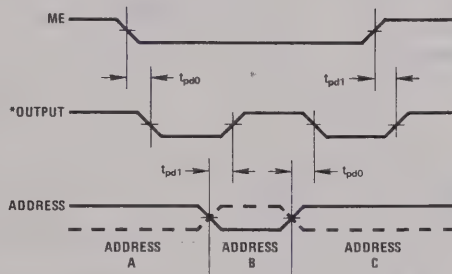 ME
tpd0
tpd1
*OUTPUT
tpd1
tpd0
ADDRESS
ADDRESS A
ADDRESS B
ADDRESS C